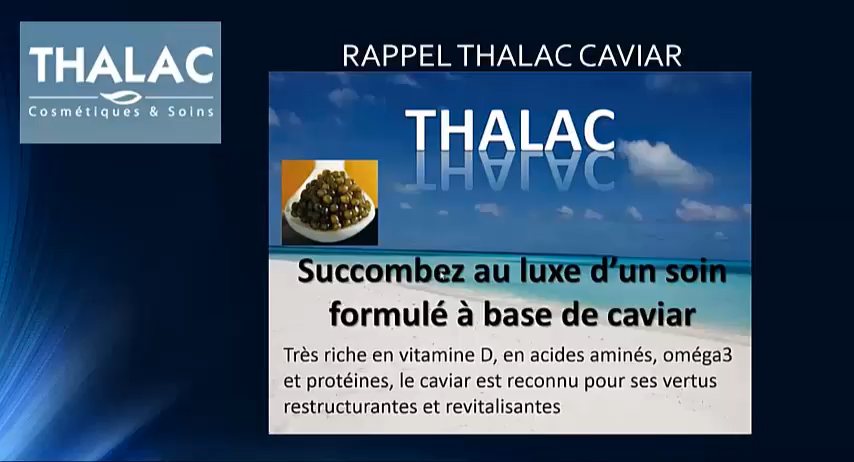 THALAC
Cosmétiques & Soins
RAPPEL THALAC CAVIAR
THALAC
Succombez au luxe d'un soin
formulé à base de caviar
Très riche en vitamine D, en acides aminés, oméga3
et protéines, le caviar est reconnu pour ses vertus
restructurantes et revitalisantes